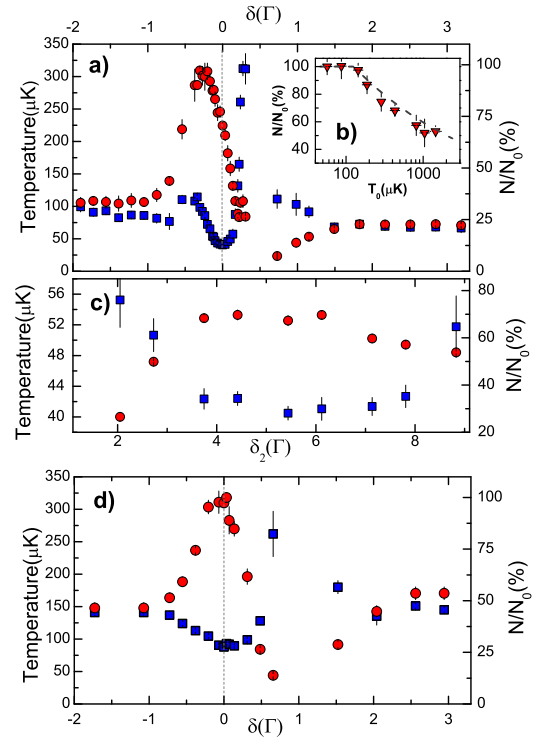 δ(Γ)
-2 -1 0 1 2 3
a)
350
300
250
200
150
100
50
0
Temperature(μK)
100
75
50
25
0
N/N0(%)
b)
100
80
60
40
N/N0(%)
100 1000
T0(μK)
c)
56
52
48
44
40
Temperature(μK)
80
70
60
50
40
30
20
N/N0(%)
2 4 6 8
δ2(Γ)
d)
350
300
250
200
150
100
50
0
Temperature(μK)
100
75
50
25
0
N/N0(%)
-2 -1 0 1 2 3
δ(Γ)